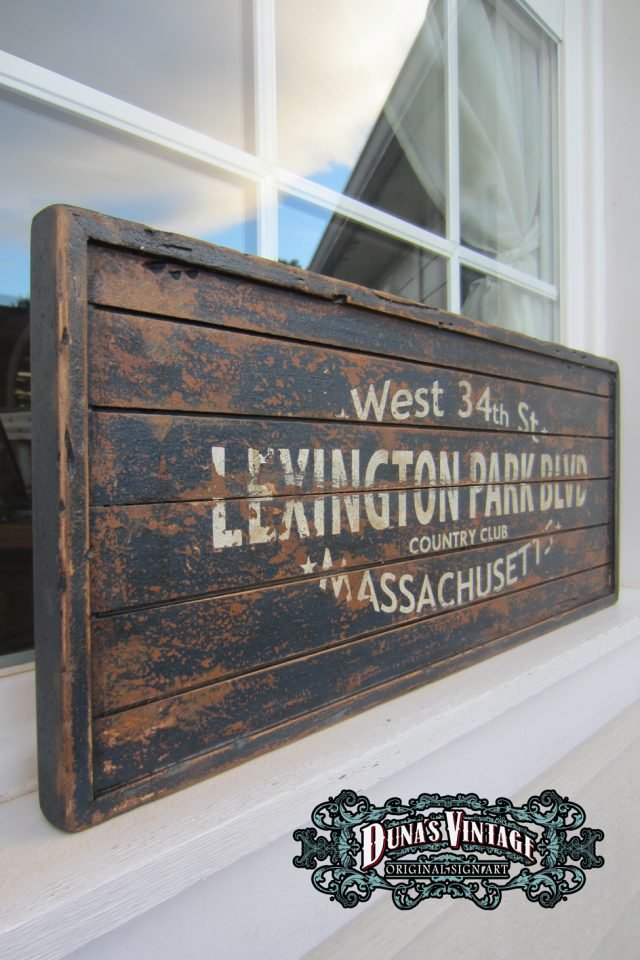 West 34th St.
LEXINGTON PARK BLVD
COUNTRY CLUB
MASSACHUSETTS
DUNA'S VINTAGE
ORIGINAL SIGN ART